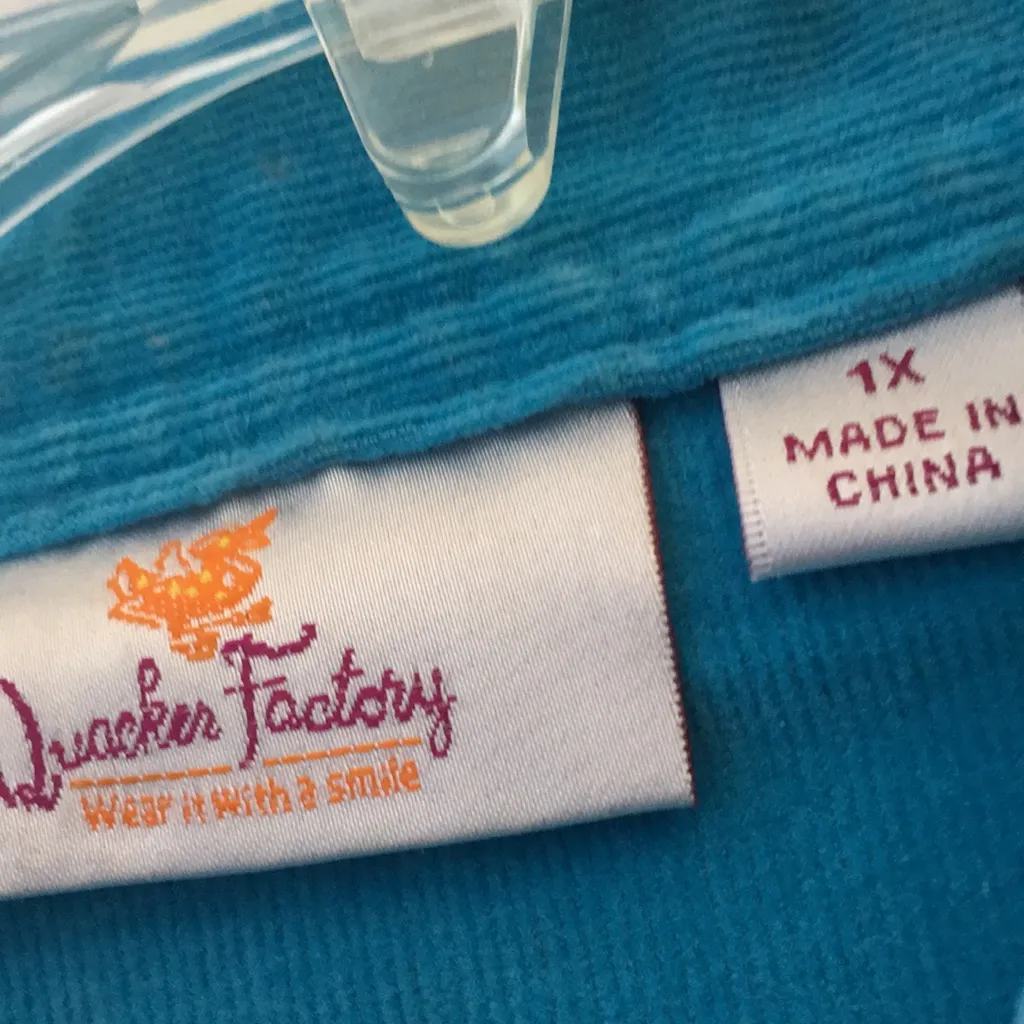 Quacker Factory
Wear it with a smile
1X
MADE IN
CHINA